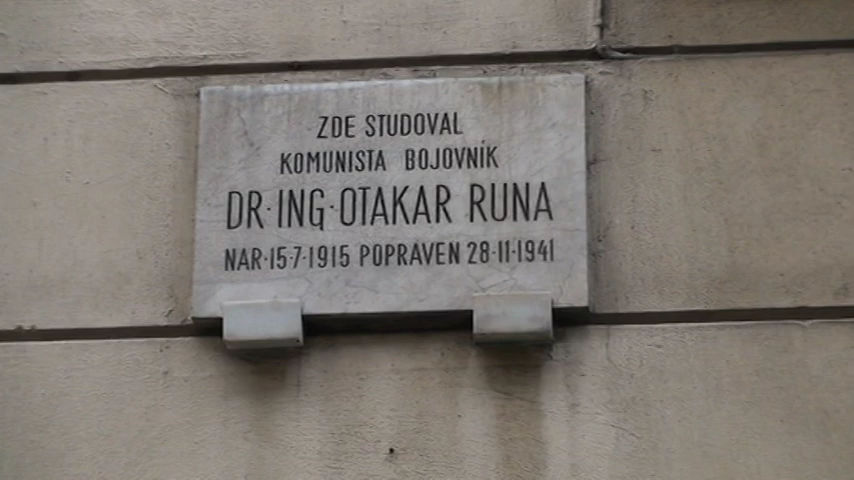 ZDE STUDOVAL
KOMUNISTA BOJOVNÍK
DR·ING·OTAKAR RUNA
NAR·15·7·1915 POPRAVEN 28·11·1941